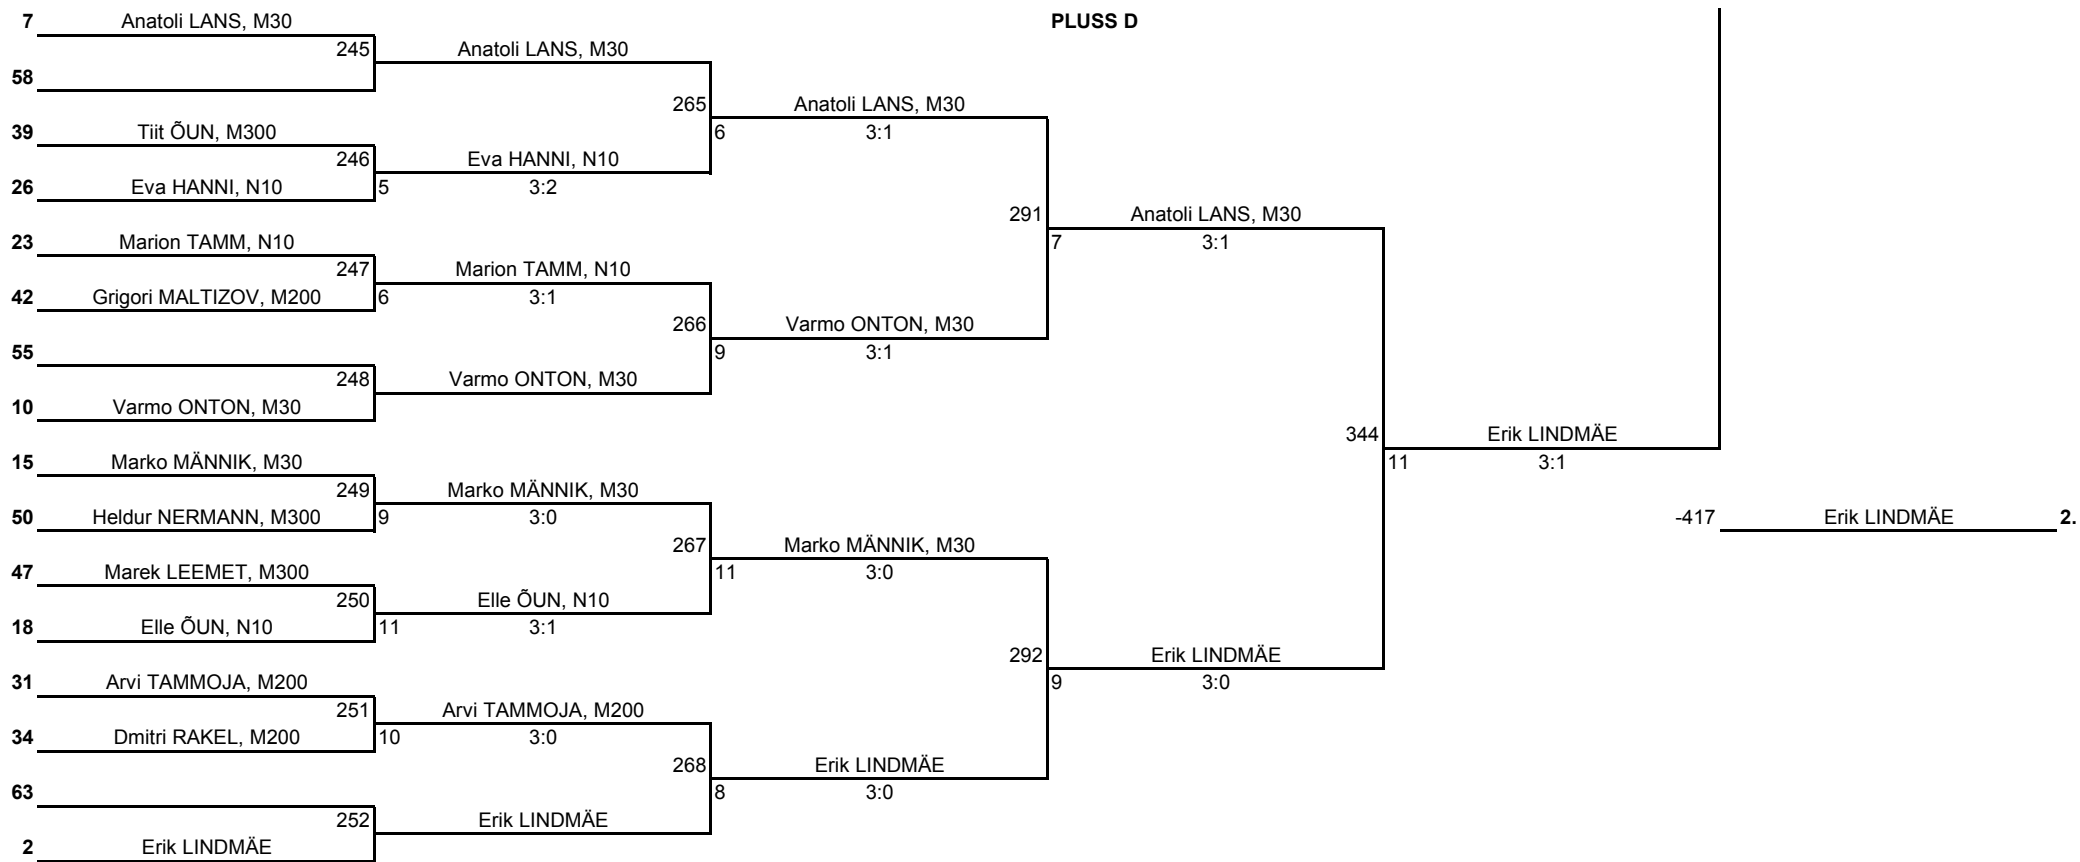 7 Anatoli LANS, M30 PLUSS D
245 Anatoli LANS, M30
58
265 Anatoli LANS, M30
39 Tiit ÕUN, M300 6 3:1
246 Eva HANNI, N10
26 Eva HANNI, N10 5 3:2
291 Anatoli LANS, M30
23 Marion TAMM, N10 7 3:1
247 Marion TAMM, N10
42 Grigori MALTIZOV, M200 6 3:1
266 Varmo ONTON, M30
55 9 3:1
248 Varmo ONTON, M30
10 Varmo ONTON, M30
344 Erik LINDMÄE
15 Marko MÄNNIK, M30 11 3:1
249 Marko MÄNNIK, M30
50 Heldur NERMANN, M300 9 3:0 -417 Erik LINDMÄE 2.
267 Marko MÄNNIK, M30
47 Marek LEEMET, M300 11 3:0
250 Elle ÕUN, N10
18 Elle ÕUN, N10 11 3:1
292 Erik LINDMÄE
31 Arvi TAMMOJA, M200 9 3:0
251 Arvi TAMMOJA, M200
34 Dmitri RAKEL, M200 10 3:0
268 Erik LINDMÄE
63 8 3:0
252 Erik LINDMÄE
2 Erik LINDMÄE